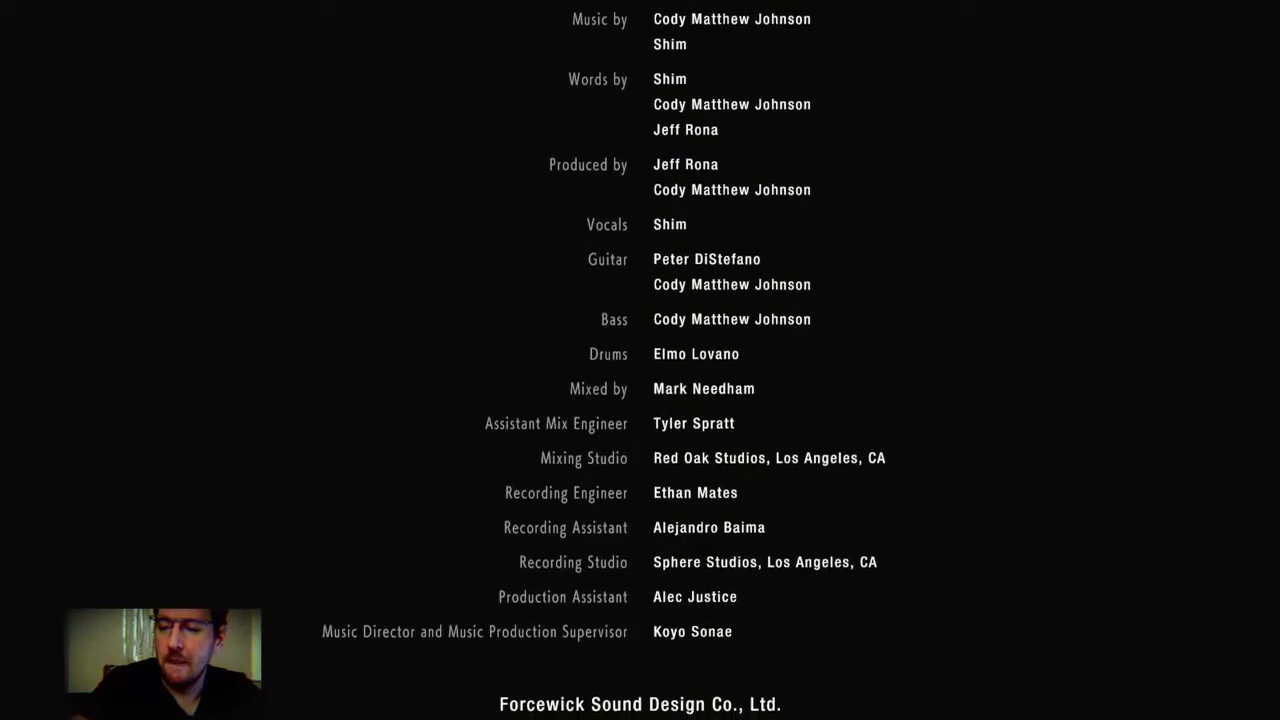 Music by Cody Matthew Johnson
Shim
Words by Shim
Cody Matthew Johnson
Jeff Rona
Produced by Jeff Rona
Cody Matthew Johnson
Vocals Shim
Guitar Peter DiStefano
Cody Matthew Johnson
Bass Cody Matthew Johnson
Drums Elmo Lovano
Mixed by Mark Needham
Assistant Mix Engineer Tyler Spratt
Mixing Studio Red Oak Studios, Los Angeles, CA
Recording Engineer Ethan Mates
Recording Assistant Alejandro Baima
Recording Studio Sphere Studios, Los Angeles, CA
Production Assistant Alec Justice
Music Director and Music Production Supervisor Koyo Sonae
Forcewick Sound Design Co., Ltd.